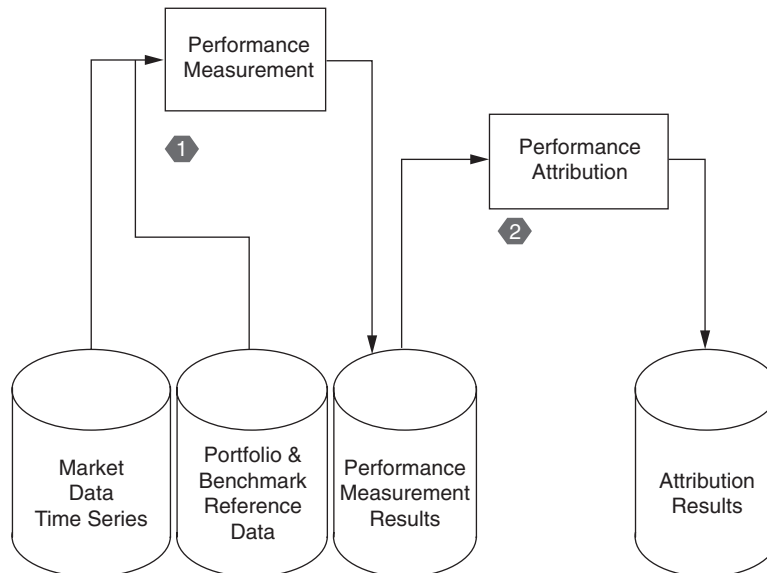 Performance
Measurement
1
Performance
Attribution
2
Market
Data
Time Series
Portfolio &
Benchmark
Reference
Data
Performance
Measurement
Results
Attribution
Results